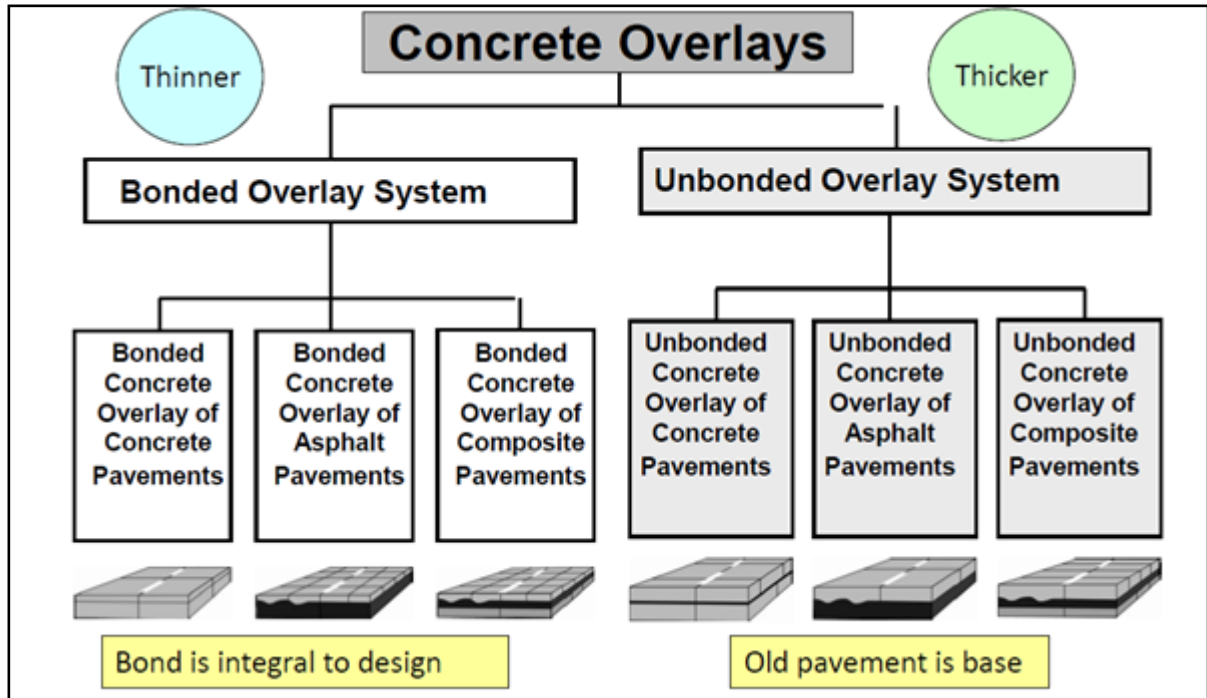 Concrete Overlays
Thinner
Thicker
Bonded Overlay System
Unbonded Overlay System
Bonded
Concrete
Overlay of
Concrete
Pavements
Bonded
Concrete
Overlay of
Asphalt
Pavements
Bonded
Concrete
Overlay of
Composite
Pavements
Unbonded
Concrete
Overlay of
Concrete
Pavements
Unbonded
Concrete
Overlay of
Asphalt
Pavements
Unbonded
Concrete
Overlay of
Composite
Pavements
Bond is integral to design
Old pavement is base